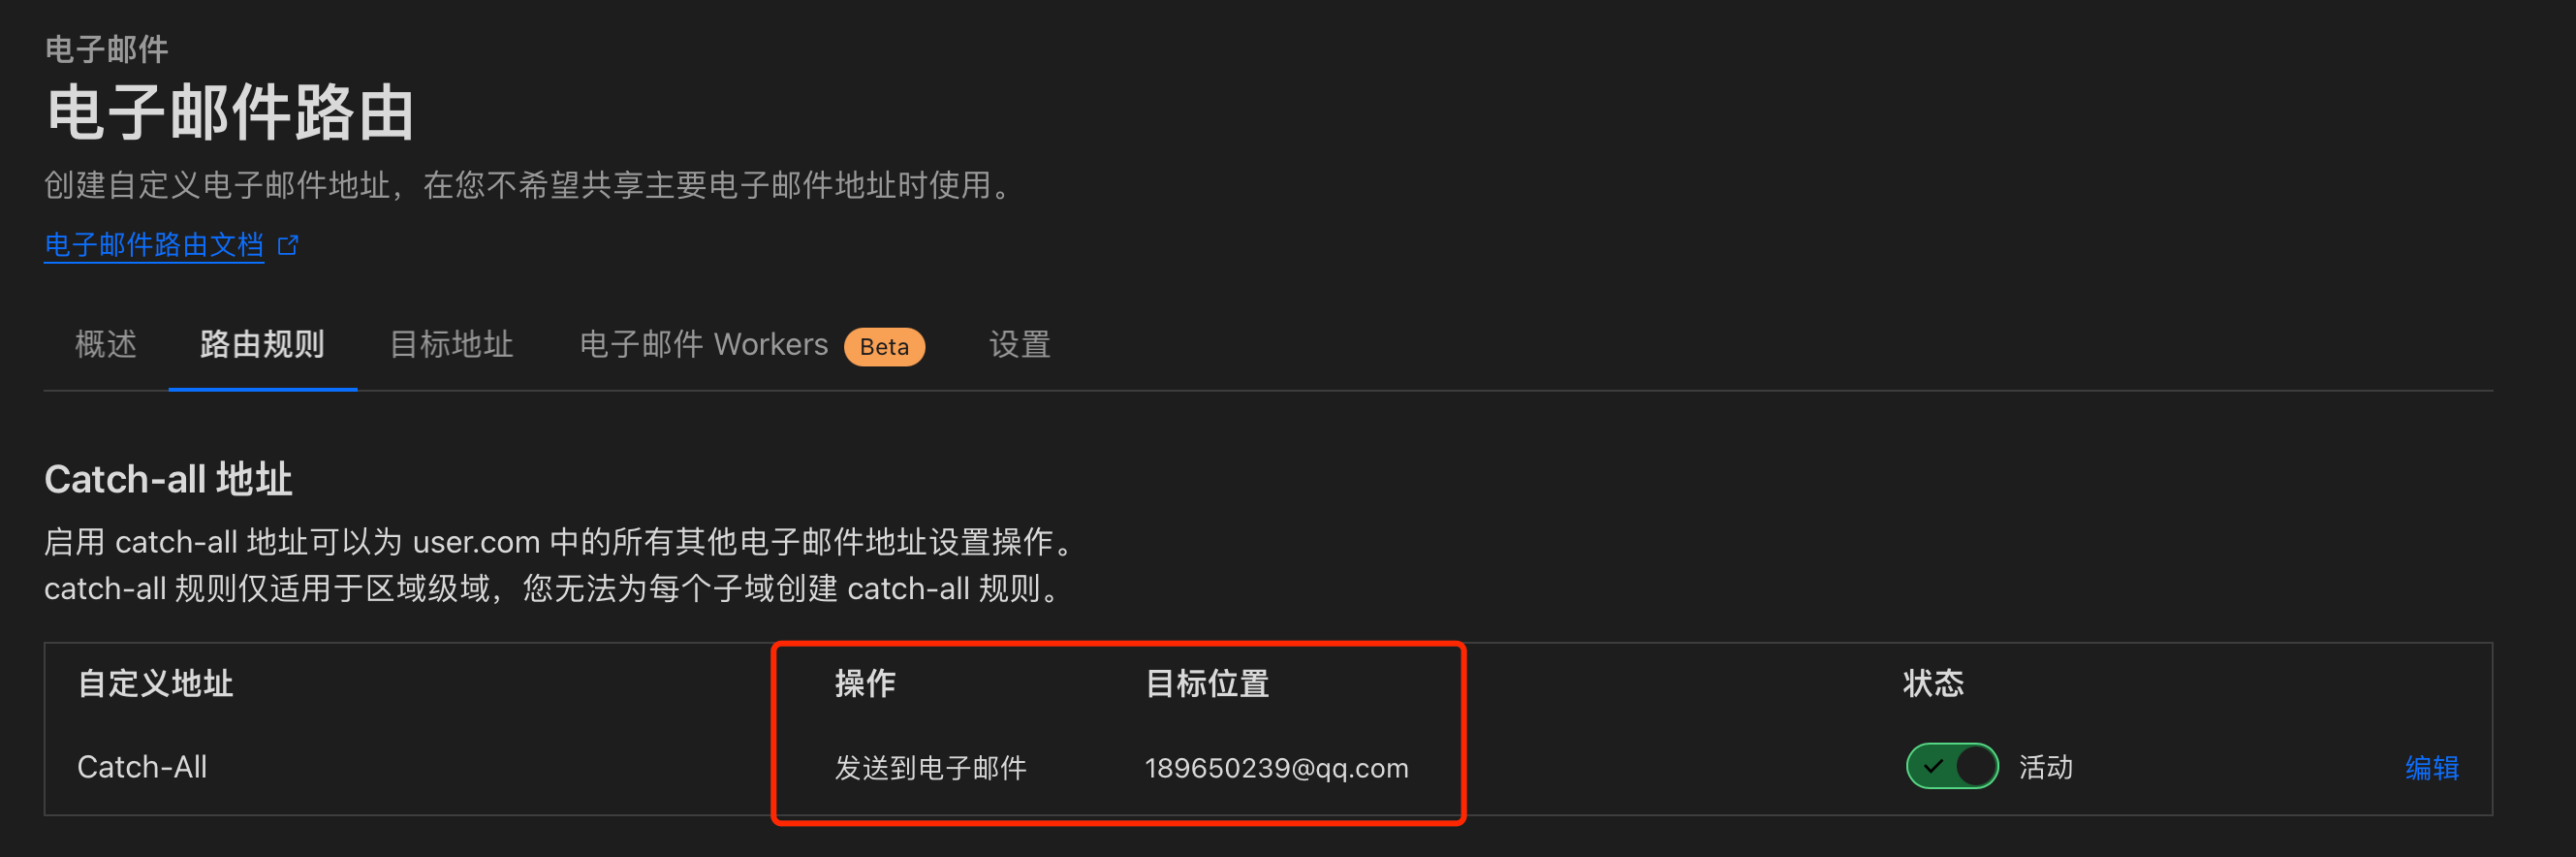 电子邮件
电子邮件路由
创建自定义电子邮件地址，在您不希望共享主要电子邮件地址时使用。
电子邮件路由文档
概述 路由规则 目标地址 电子邮件 Workers Beta 设置
Catch-all 地址
启用 catch-all 地址可以为 user.com 中的所有其他电子邮件地址设置操作。
catch-all 规则仅适用于区域级域，您无法为每个子域创建 catch-all 规则。
自定义地址 操作 目标位置 状态
Catch-All 发送到电子邮件 189650239@qq.com 活动 编辑